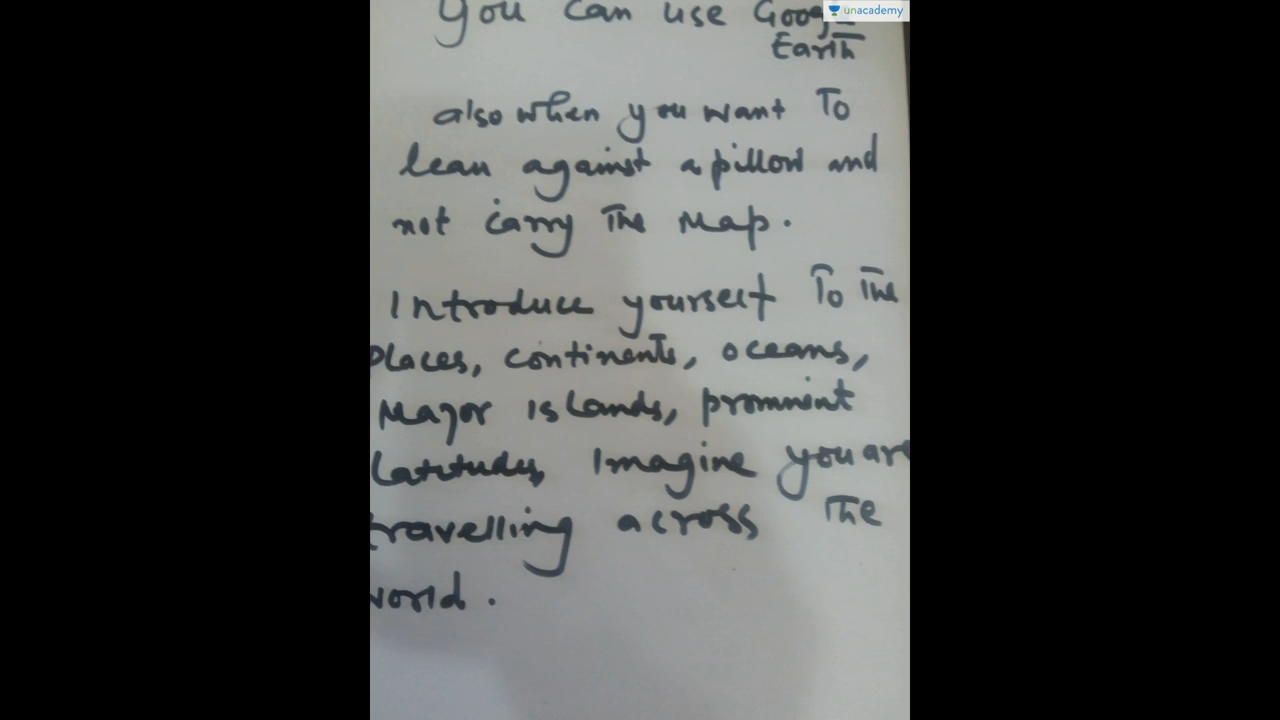 You can use Google
unacademy
Earth
also when you want To
lean against a pillow and
not carry The Map.
Introduce yourself To The
places, continents, oceans,
Major islands, prominent
latitudes, Imagine you are
travelling across The
world.